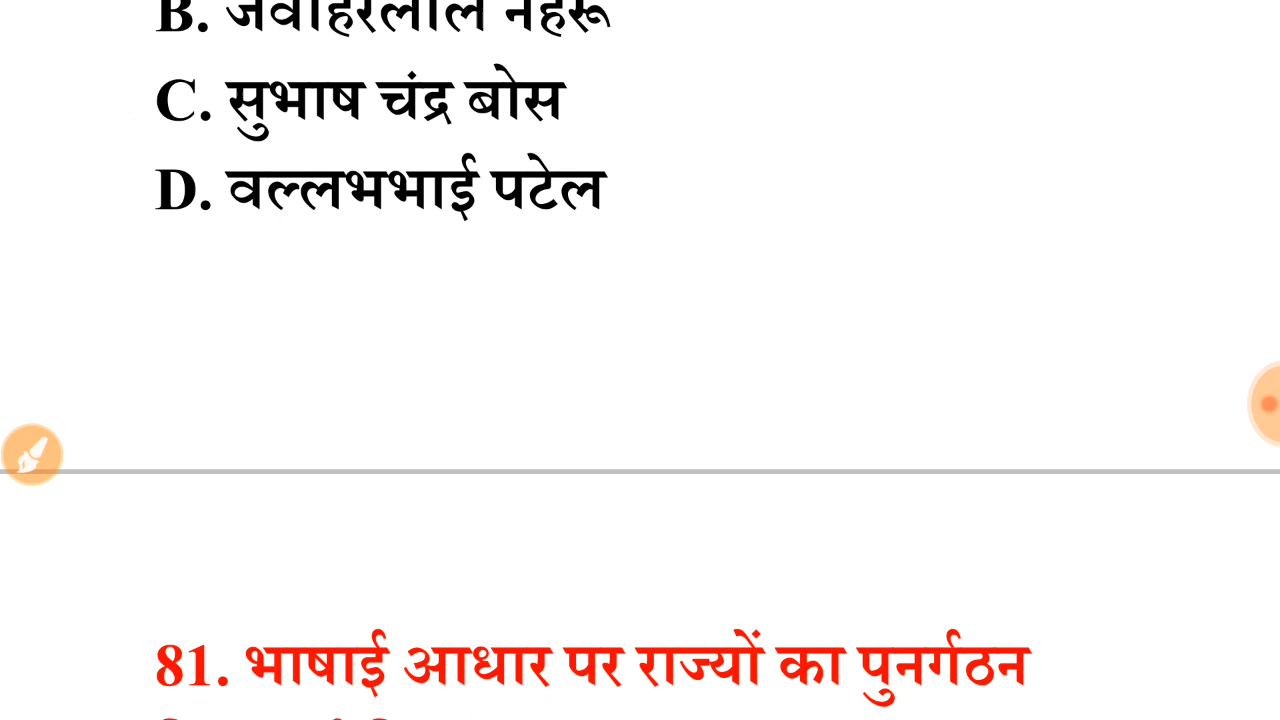 B. जवाहरलाल नेहरू
C. सुभाष चंद्र बोस
D. वल्लभभाई पटेल
81. भाषाई आधार पर राज्यों का पुनर्गठन